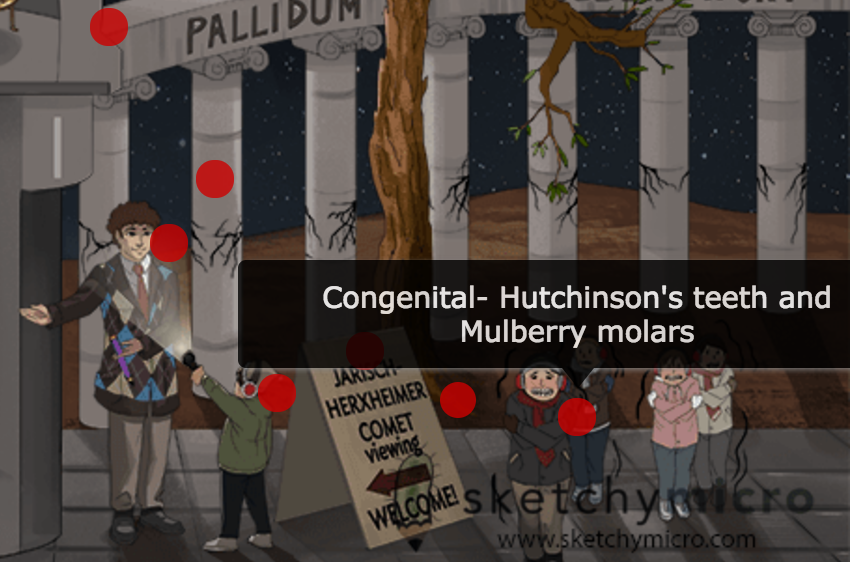 PALLIDUM
Congenital- Hutchinson's teeth and
Mulberry molars
JARISCH-
HERXHEIMER
COMET
viewing
WELCOME!
sketchymicro
www.sketchymicro.com